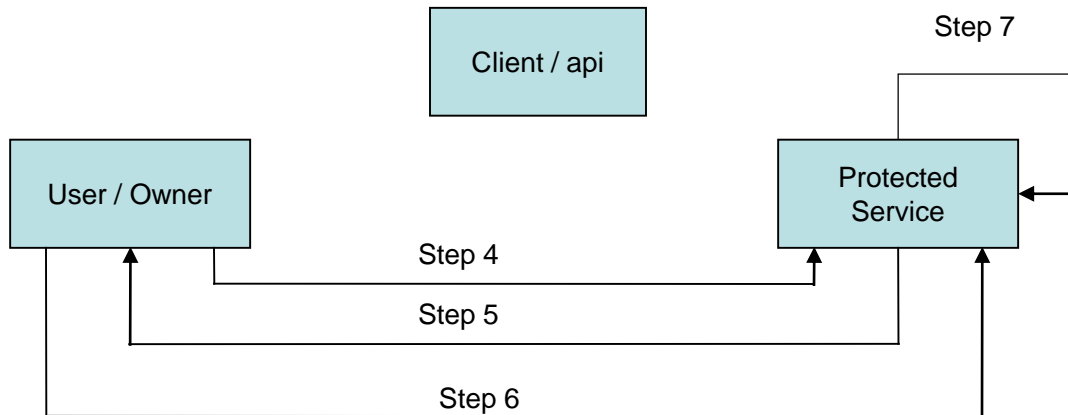 Step 7
Client / api
User / Owner
Protected
Service
Step 4
Step 5
Step 6